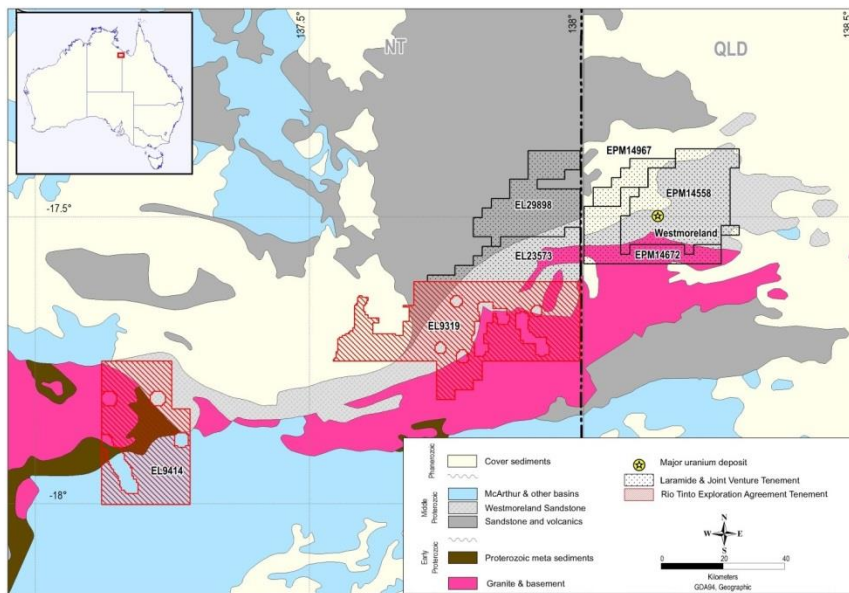 137.5°
138°
138.5°
NT
QLD
EPM14967
EPM14558
EL29898
-17.5°
Westmoreland
EL23573
EPM14672
EL9319
EL9414
-18°
Phanerozoic
Cover sediments
Middle Proterozoic
McArthur & other basins
Westmoreland Sandstone
Sandstone and volcanics
Early Proterozoic
Proterozoic meta sediments
Granite & basement
Major uranium deposit
Laramide & Joint Venture Tenement
Rio Tinto Exploration Agreement Tenement
N
W E
S
0 20 40
Kilometers
GDA94, Geographic